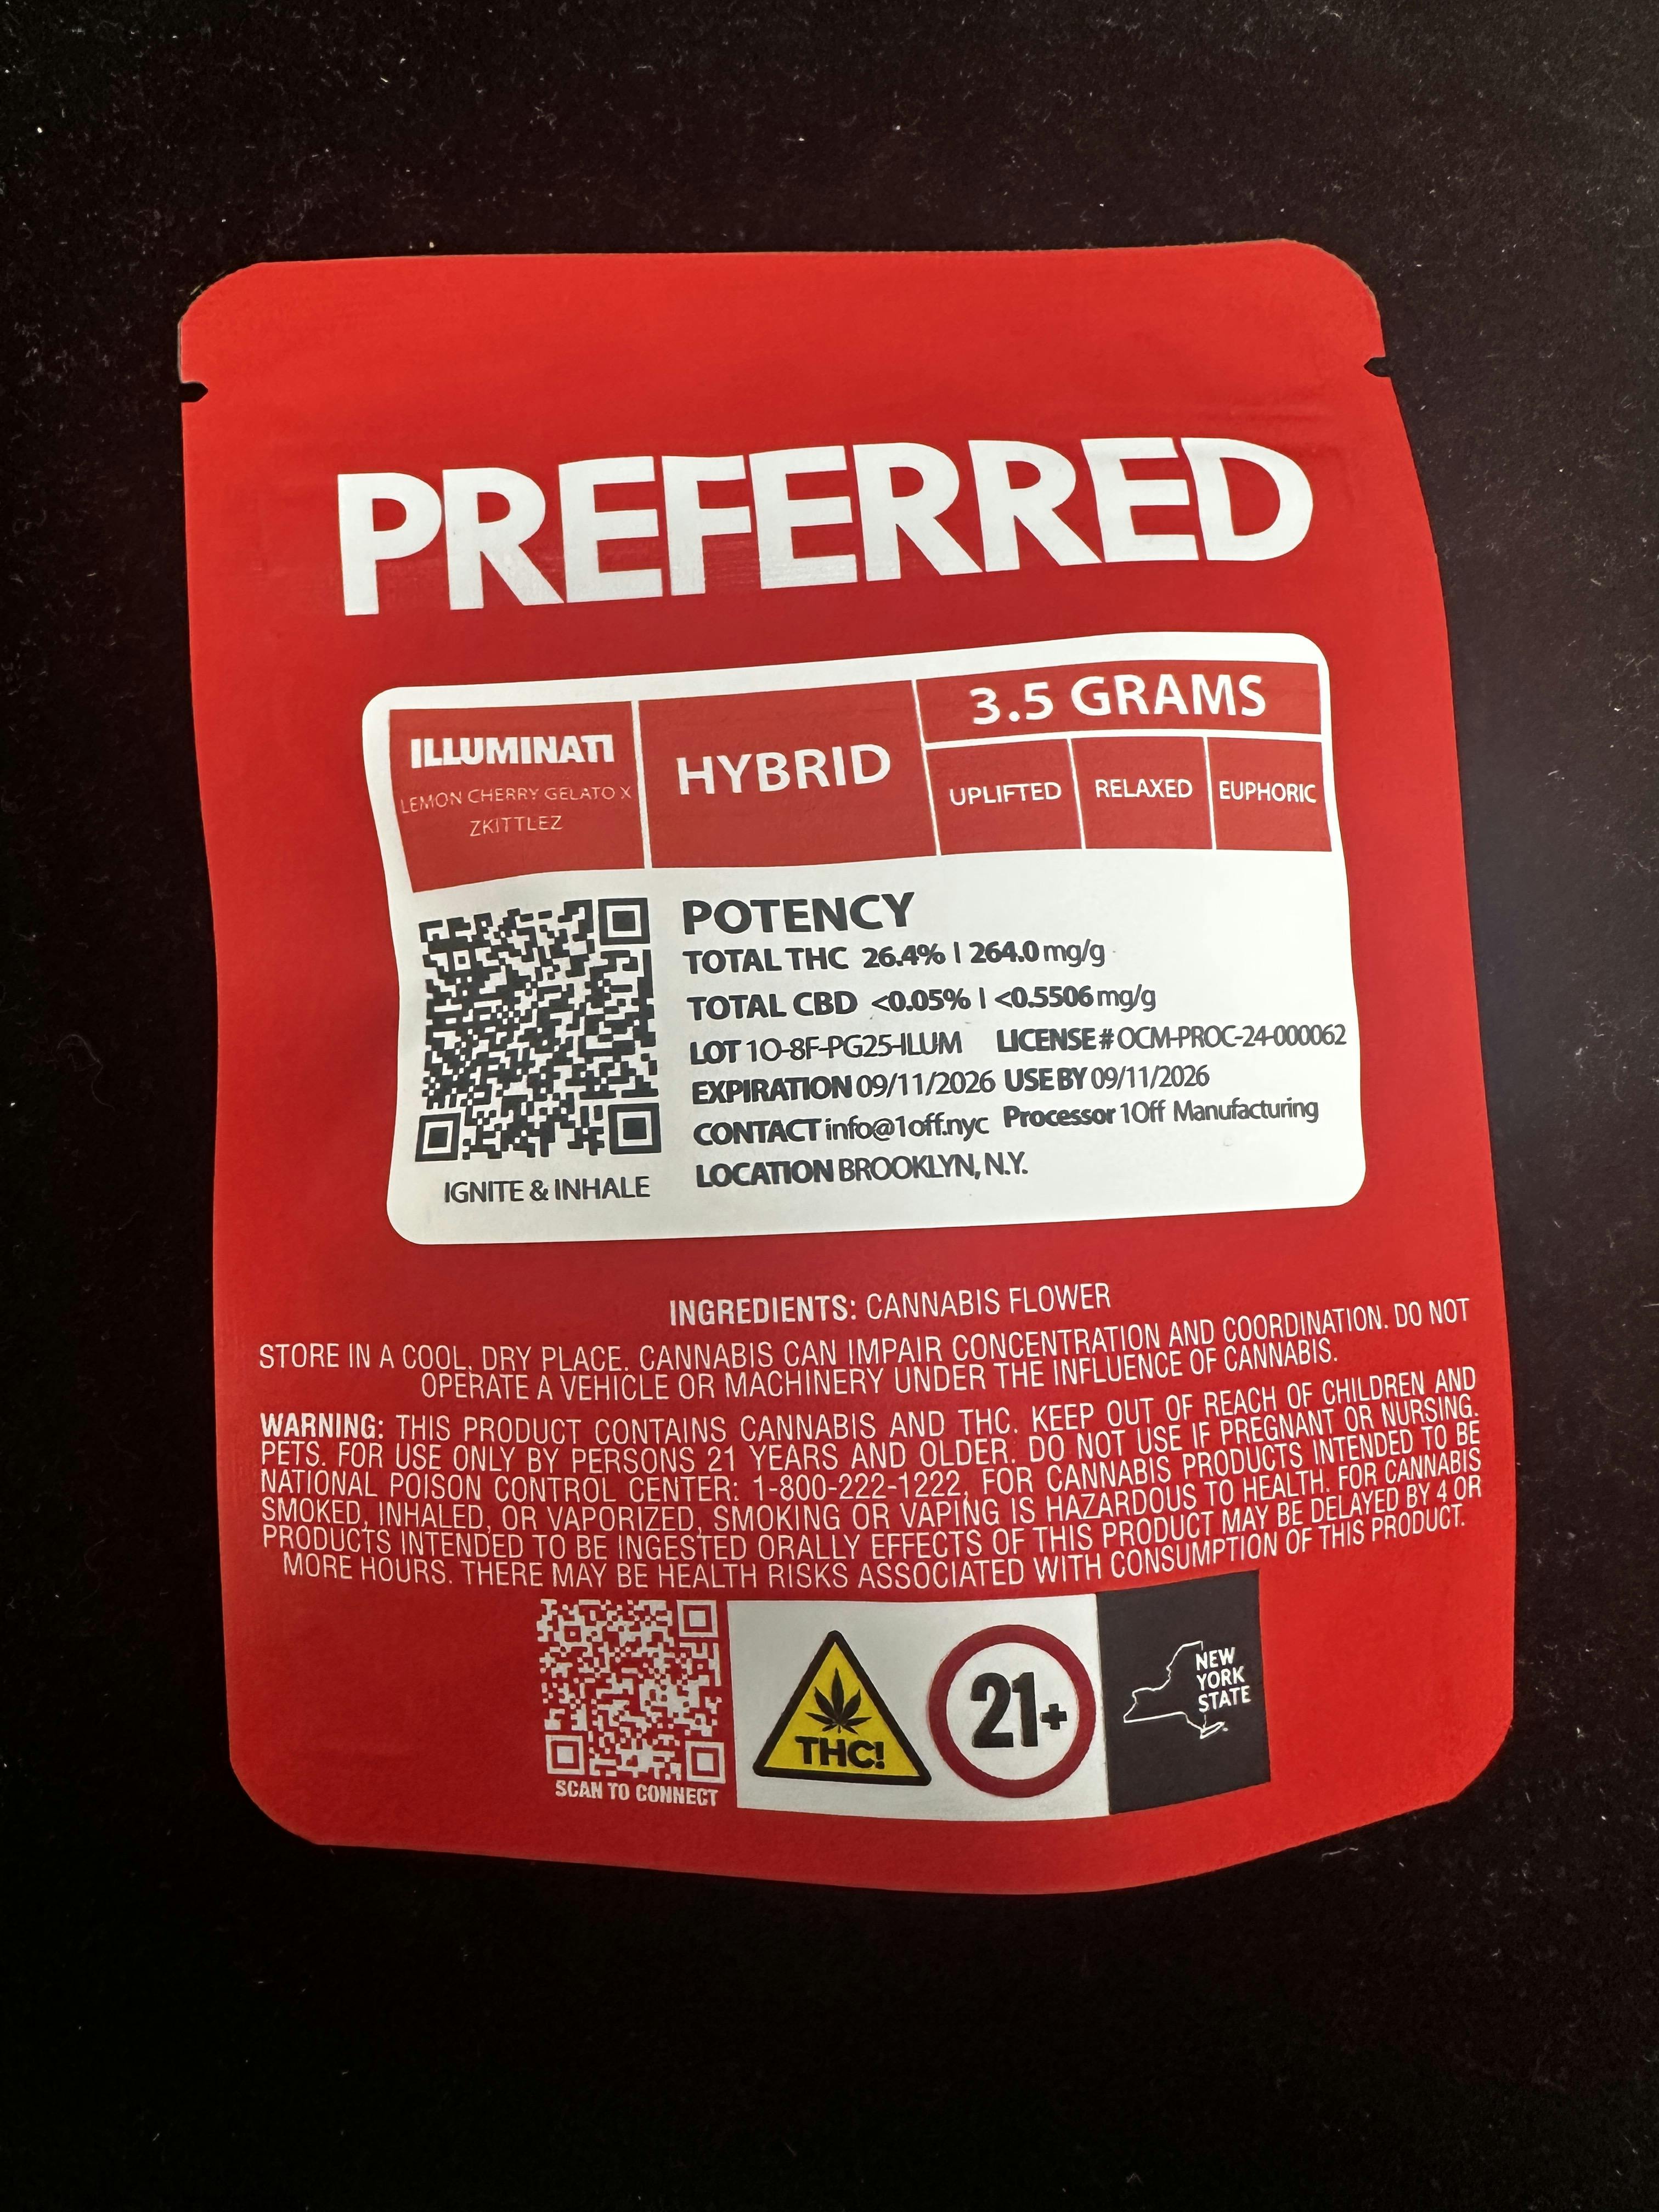 PREFERRED
ILLUMINATI
LEMON CHERRY GELATO X
ZKITTLEZ
HYBRID
3.5 GRAMS
UPLIFTED
RELAXED
EUPHORIC
POTENCY
TOTAL THC 26.4% | 264.0 mg/g
TOTAL CBD <0.05% | <0.5506 mg/g
LOT 1O-8F-PG25-ILUM LICENSE # OCM-PROC-24-000062
EXPIRATION 09/11/2026 USE BY 09/11/2026
CONTACT info@1off.nyc Processor 1Off Manufacturing
LOCATION BROOKLYN, N.Y.
IGNITE & INHALE
INGREDIENTS: CANNABIS FLOWER
STORE IN A COOL, DRY PLACE. CANNABIS CAN IMPAIR CONCENTRATION AND COORDINATION. DO NOT
OPERATE A VEHICLE OR MACHINERY UNDER THE INFLUENCE OF CANNABIS.
WARNING: THIS PRODUCT CONTAINS CANNABIS AND THC. KEEP OUT OF REACH OF CHILDREN AND
PETS. FOR USE ONLY BY PERSONS 21 YEARS AND OLDER. DO NOT USE IF PREGNANT OR NURSING.
NATIONAL POISON CONTROL CENTER: 1-800-222-1222, FOR CANNABIS PRODUCTS INTENDED TO BE
SMOKED, INHALED, OR VAPORIZED, SMOKING OR VAPING IS HAZARDOUS TO HEALTH. FOR CANNABIS
PRODUCTS INTENDED TO BE INGESTED ORALLY EFFECTS OF THIS PRODUCT MAY BE DELAYED BY 4 OR
MORE HOURS. THERE MAY BE HEALTH RISKS ASSOCIATED WITH CONSUMPTION OF THIS PRODUCT.
SCAN TO CONNECT
THC!
21+
NEW
YORK
STATE